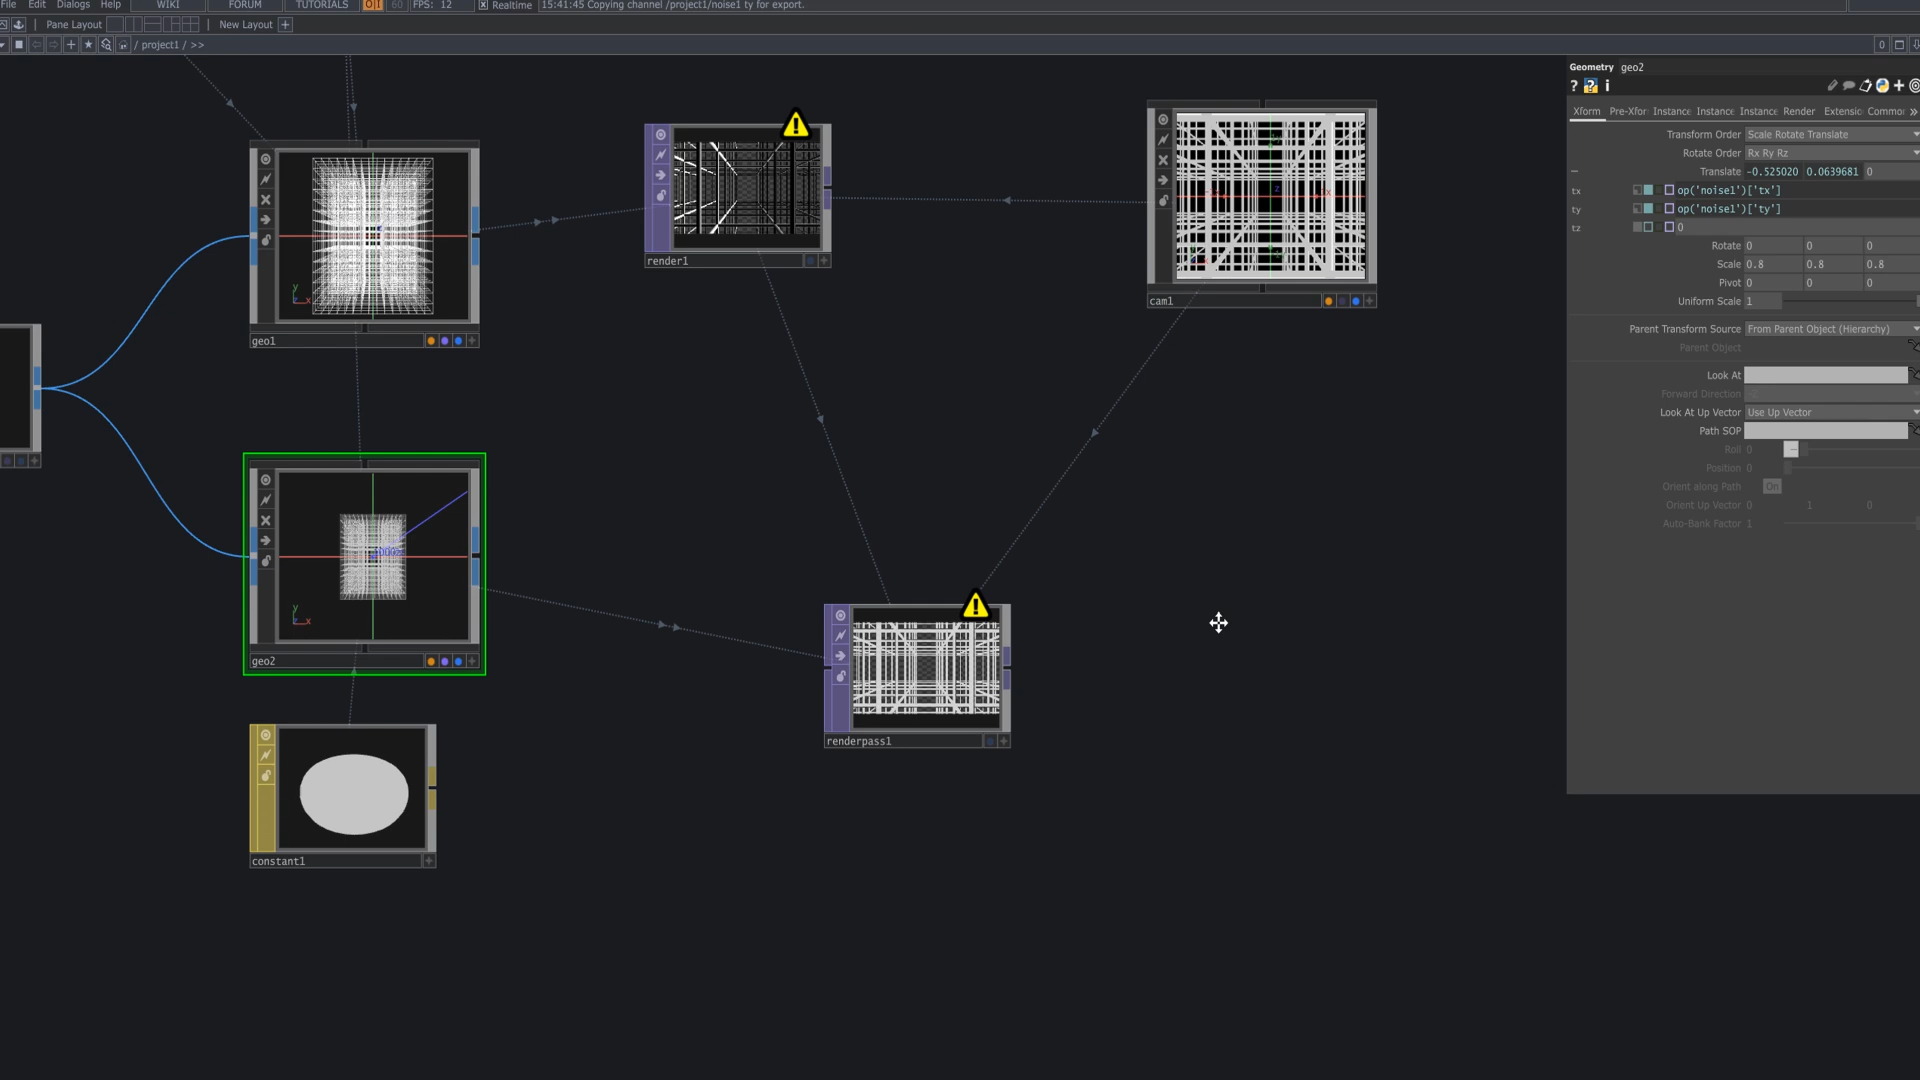 File Edit Dialogs Help WIKI FORUM TUTORIALS O|I 60 FPS: 12 Realtime 15:41:45 Copying channel /project1/noise1 ty for export.
Pane Layout New Layout +
/ project1 / >> 0
Geometry geo2
? ? i
Xform Pre-Xfor Instance Instance Instance Render Extensio Commo »
Transform Order Scale Rotate Translate
Rotate Order Rx Ry Rz
Translate -0.525020 0.0639681 0
tx op('noise1')['tx']
ty op('noise1')['ty']
tz 0
Rotate 0 0 0
Scale 0.8 0.8 0.8
Pivot 0 0 0
Uniform Scale 1
Parent Transform Source From Parent Object (Hierarchy)
Parent Object
Look At
Forward Direction
Look At Up Vector Use Up Vector
Path SOP
Roll 0
Position 0
Orient along Path On
Orient Up Vector 0 1 0
Auto-Bank Factor 1
y
x
geo1
render1
cam1
y
x
geo2
renderpass1
constant1